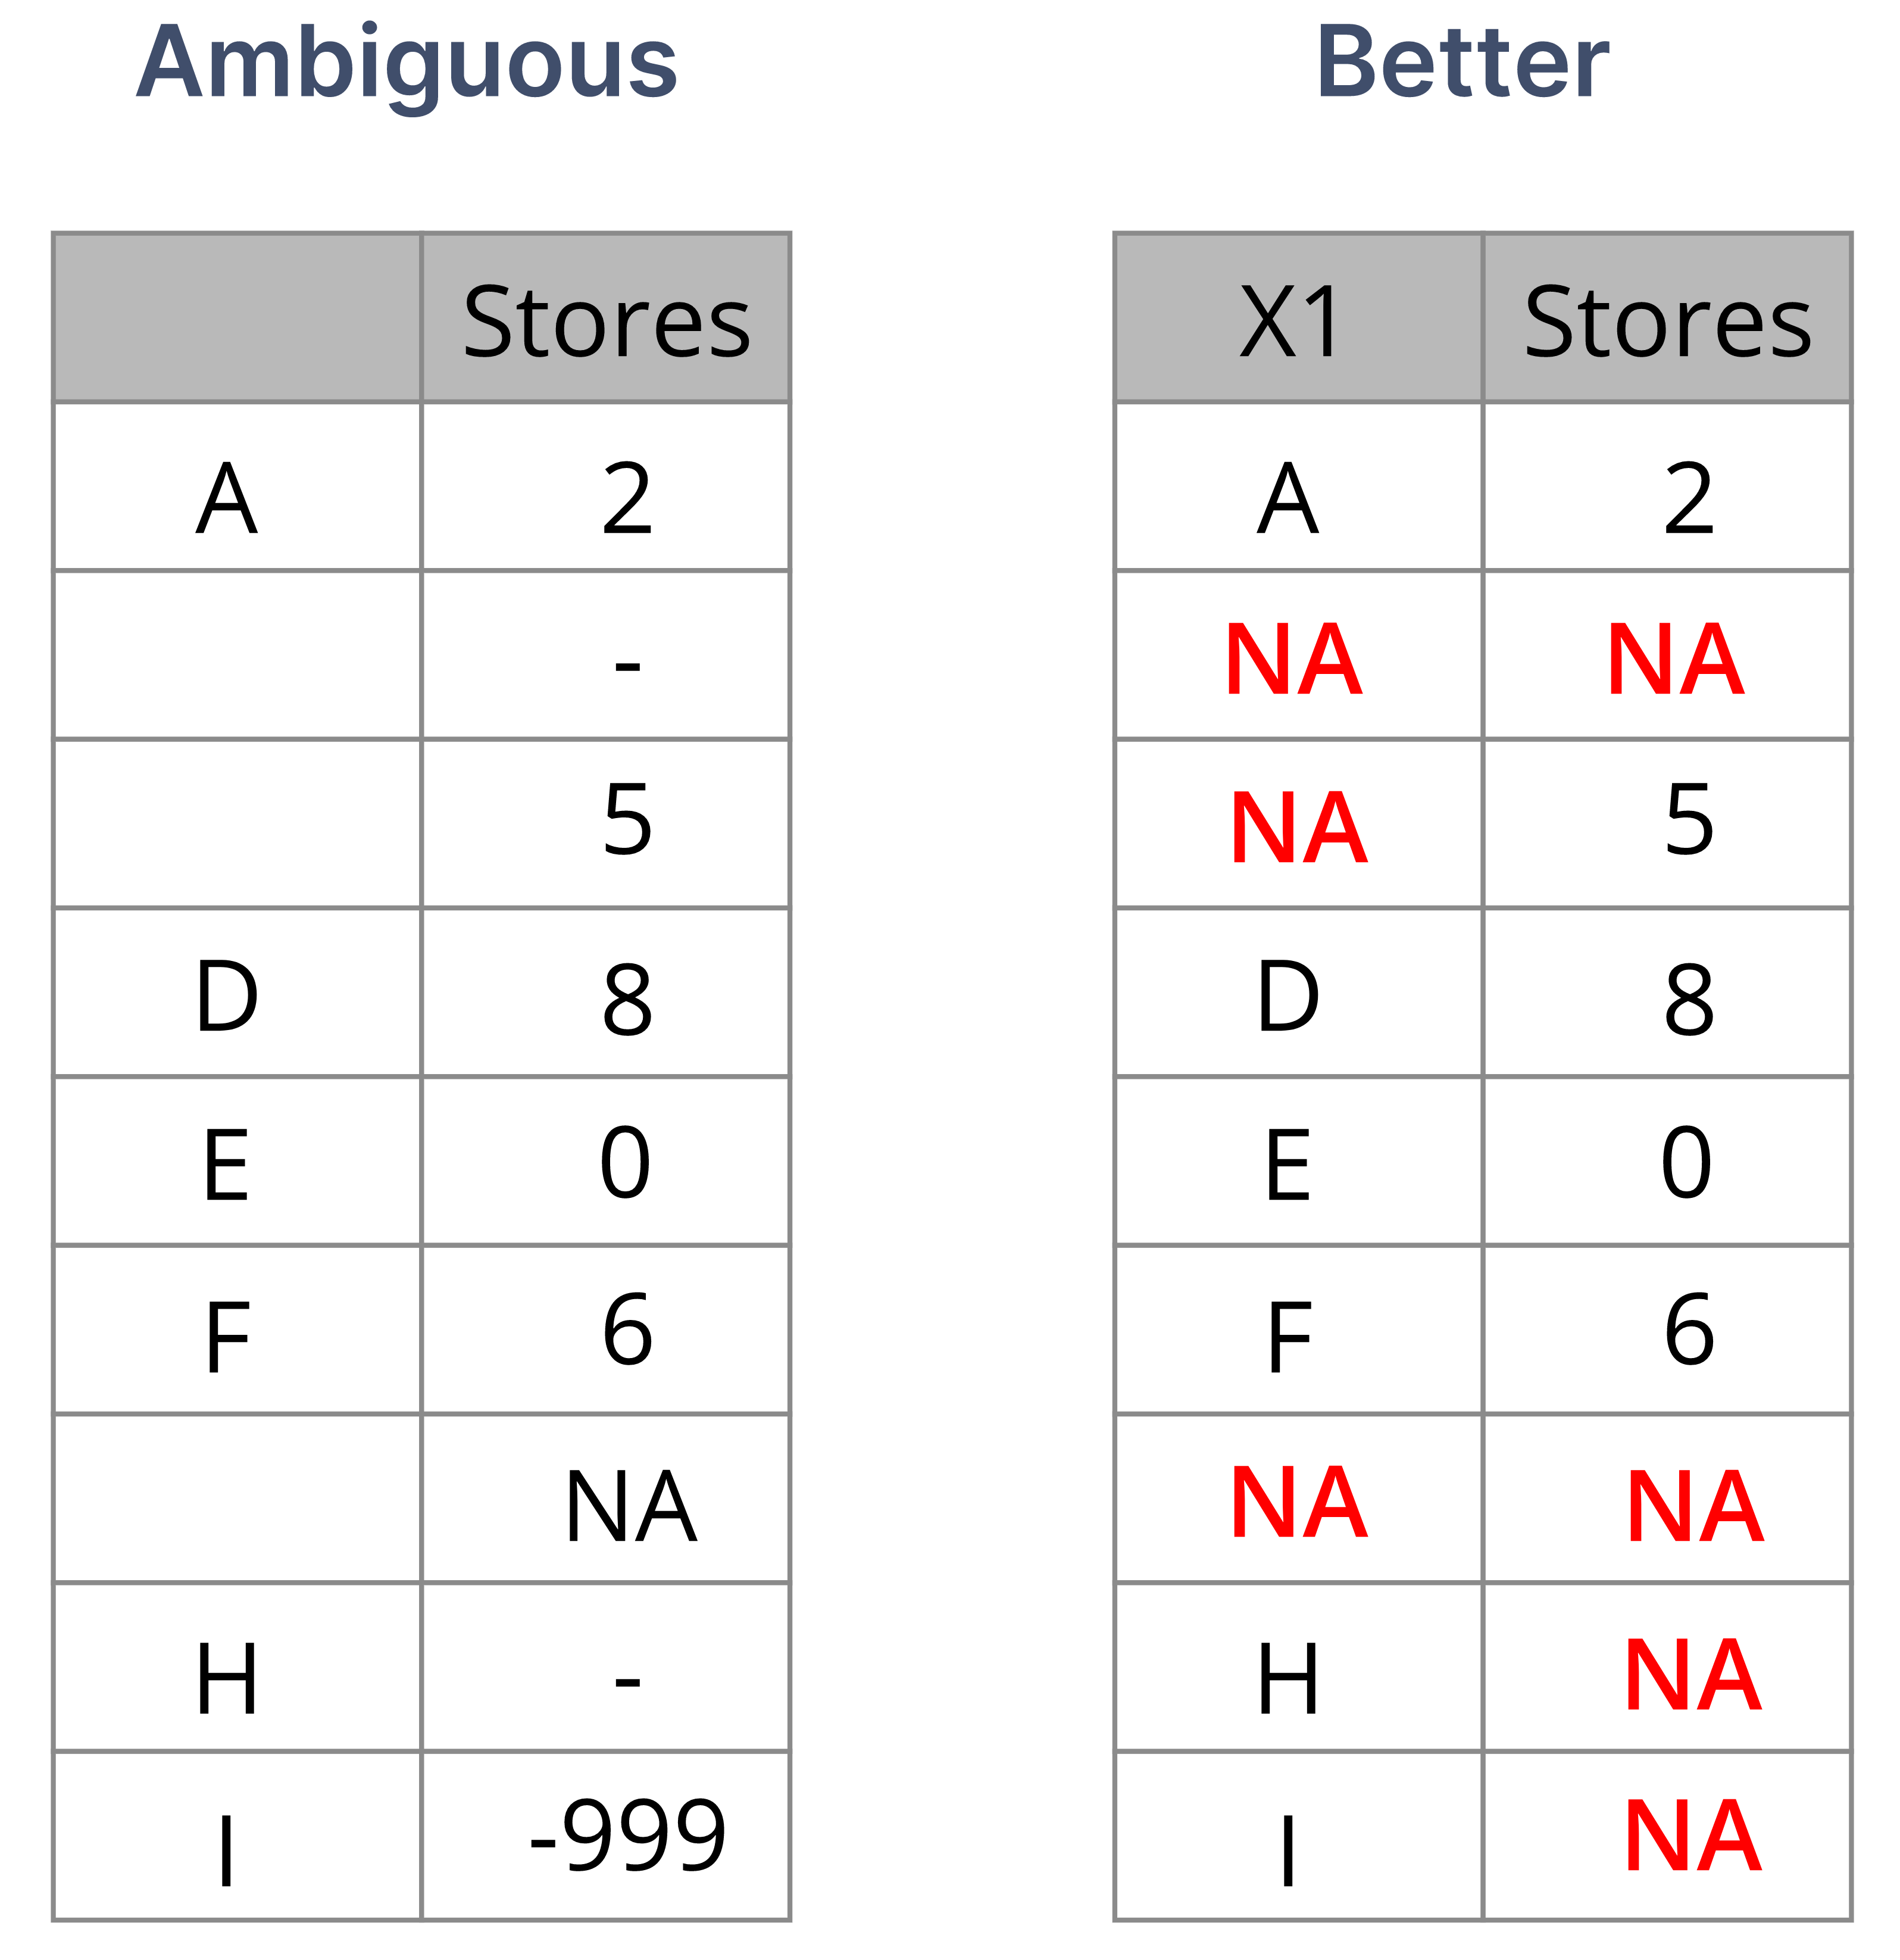 Ambiguous
Stores
A 2
-
5
D 8
E 0
F 6
NA
H -
I -999
Better
X1 Stores
A 2
NA NA
NA 5
D 8
E 0
F 6
NA NA
H NA
I NA